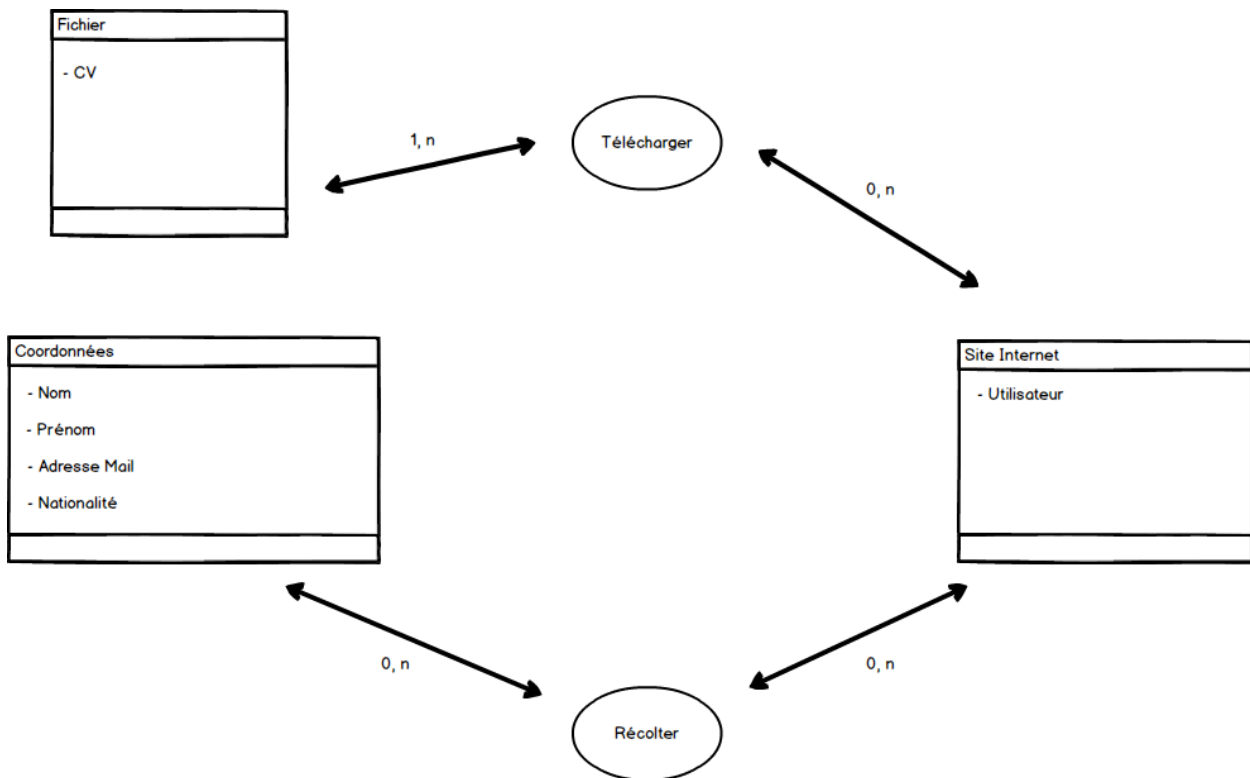 Fichier
- CV
Télécharger
1, n
0, n
Coordonnées
- Nom
- Prénom
- Adresse Mail
- Nationalité
Site Internet
- Utilisateur
0, n
0, n
Récolter